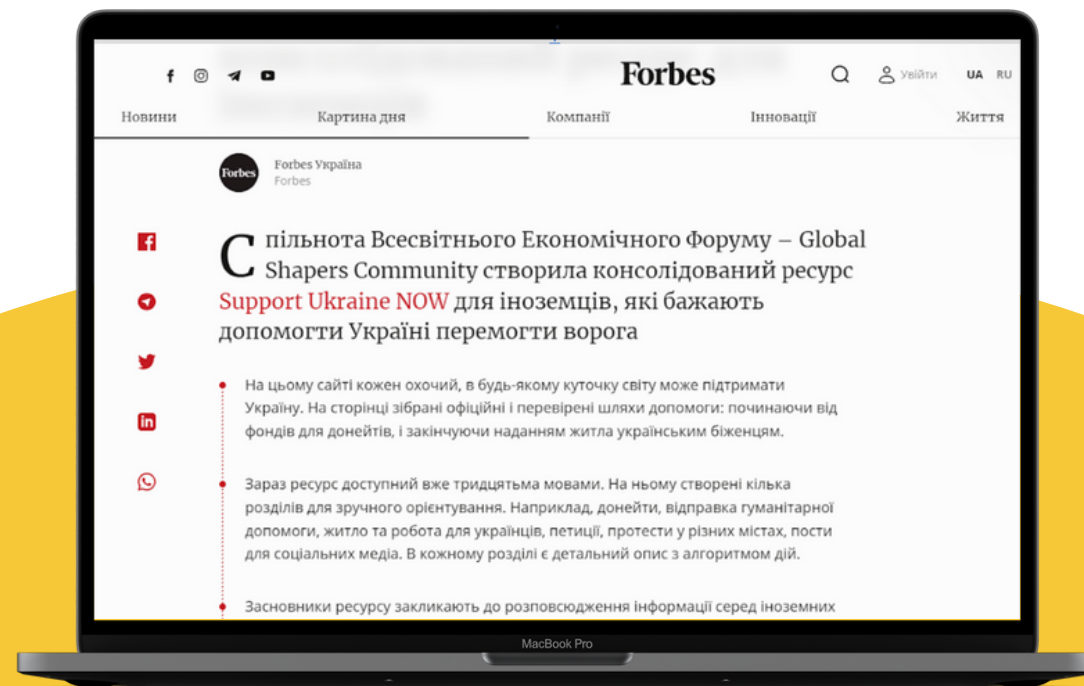 Forbes
Увійти
UA RU
Новини
Картина дня
Компанії
Інновації
Життя
Forbes
Forbes Україна
Forbes
Спільнота Всесвітнього Економічного Форуму – Global
Shapers Community створила консолідований ресурс
Support Ukraine NOW для іноземців, які бажають
допомогти Україні перемогти ворога
На цьому сайті кожен охочий, в будь-якому куточку світу може підтримати
Україну. На сторінці зібрані офіційні і перевірені шляхи допомоги: починаючи від
фондів для донейтів, і закінчуючи наданням житла українським біженцям.
Зараз ресурс доступний вже тридцятьма мовами. На ньому створені кілька
розділів для зручного орієнтування. Наприклад, донейти, відправка гуманітарної
допомоги, житло та робота для українців, петиції, протести у різних містах, пости
для соціальних медіа. В кожному розділі є детальний опис з алгоритмом дій.
Засновники ресурсу закликають до розповсюдження інформації серед іноземних
MacBook Pro